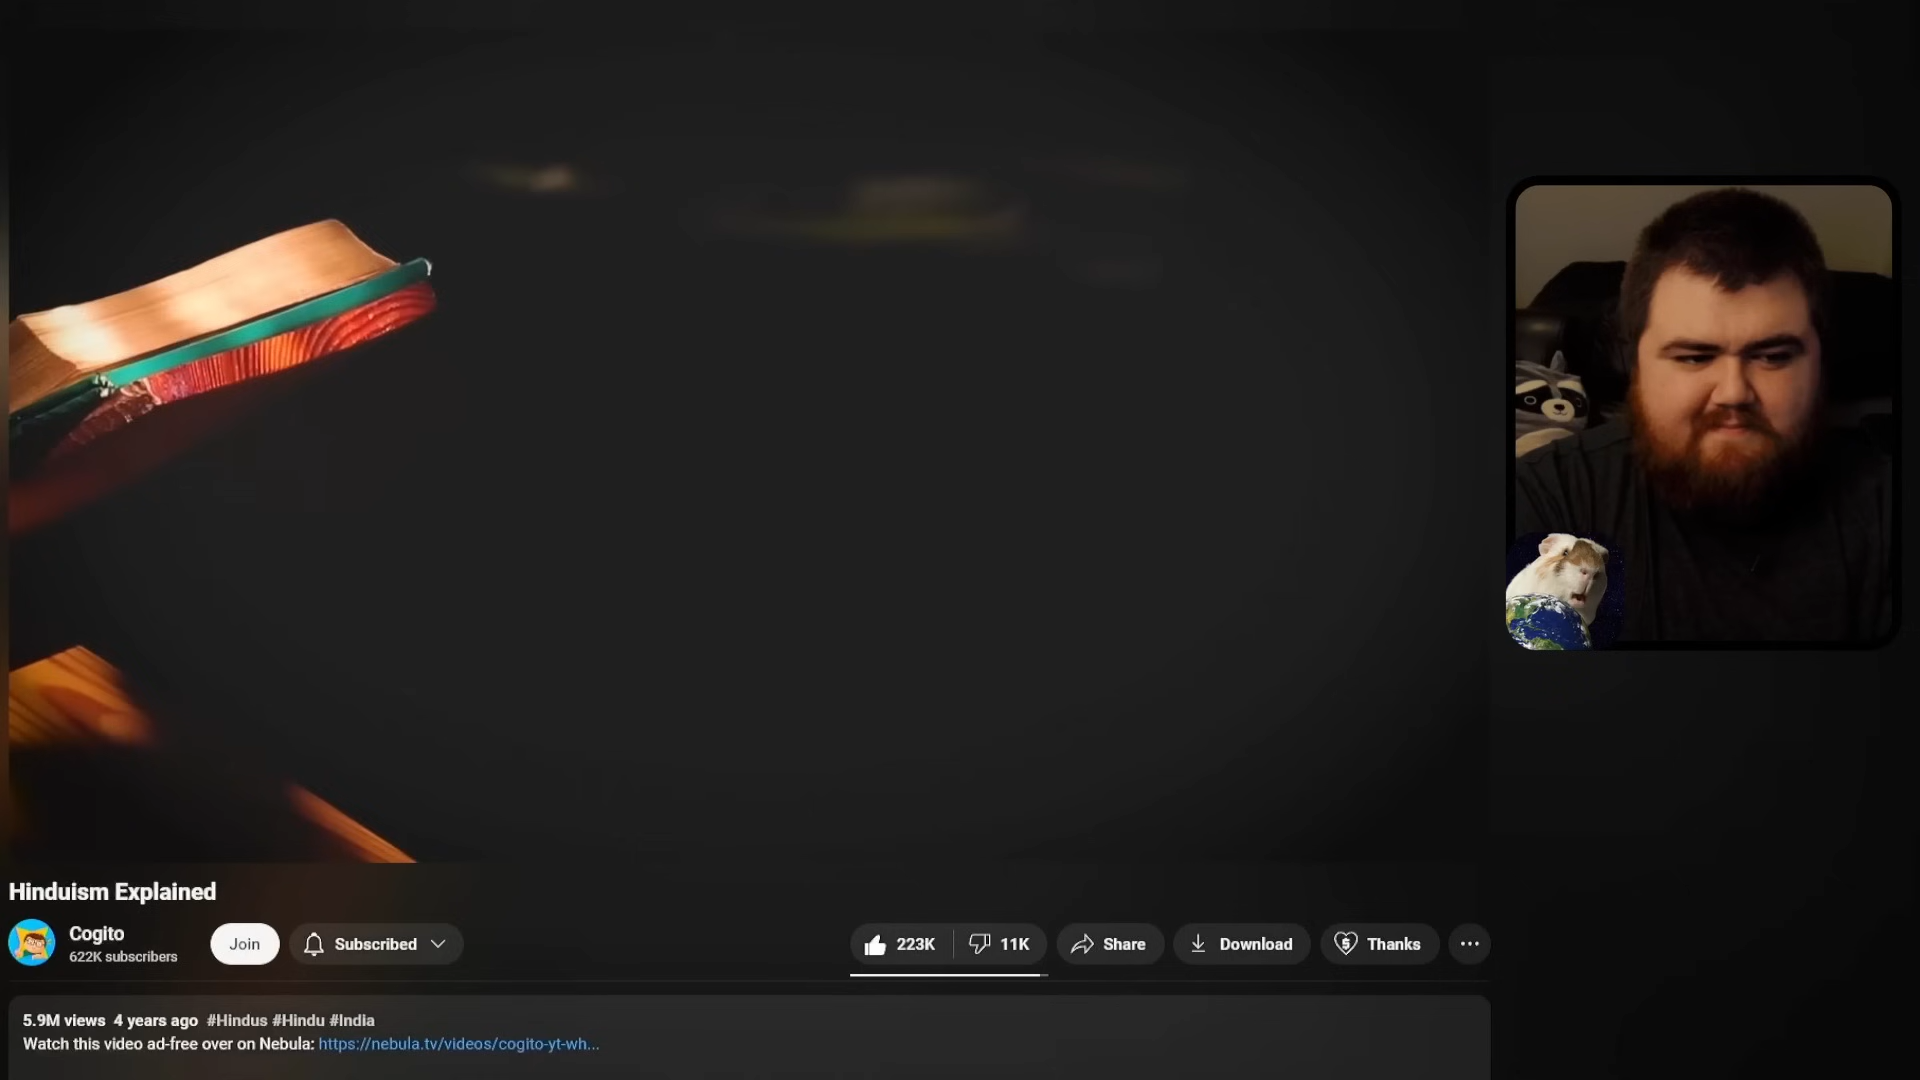 Hinduism Explained
Cogito
622K subscribers
Join
Subscribed
223K
11K
Share
Download
Thanks
5.9M views 4 years ago #Hindus #Hindu #India
Watch this video ad-free over on Nebula: https://nebula.tv/videos/cogito-yt-wh...